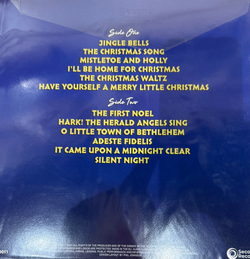 Side One
JINGLE BELLS
THE CHRISTMAS SONG
MISTLETOE AND HOLLY
I'LL BE HOME FOR CHRISTMAS
THE CHRISTMAS WALTZ
HAVE YOURSELF A MERRY LITTLE CHRISTMAS
Side Two
THE FIRST NOEL
HARK! THE HERALD ANGELS SING
O LITTLE TOWN OF BETHLEHEM
ADESTE FIDELIS
IT CAME UPON A MIDNIGHT CLEAR
SILENT NIGHT